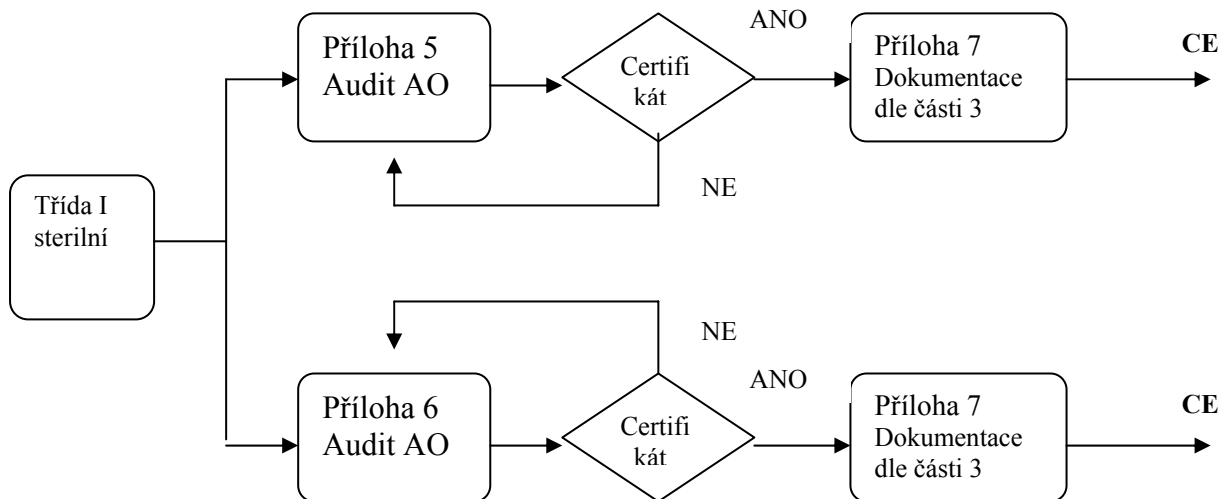 Třída I
sterilní
Příloha 5
Audit AO
Certifi
kát
ANO
NE
Příloha 7
Dokumentace
dle části 3
CE
Příloha 6
Audit AO
Certifi
kát
NE
ANO
Příloha 7
Dokumentace
dle části 3
CE